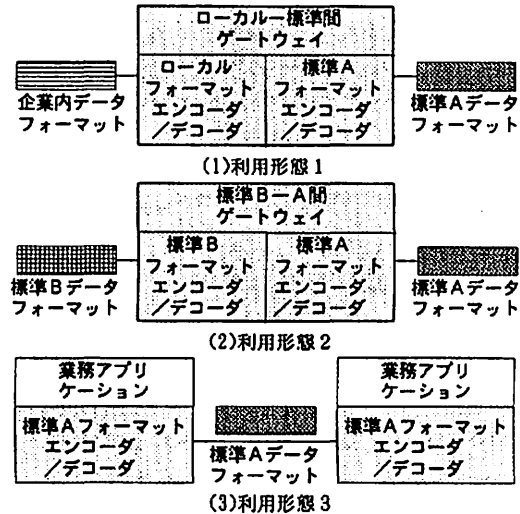 ローカルー標準間
ゲートウェイ
ローカル
フォーマット
エンコーダ
/デコーダ
標準A
フォーマット
エンコーダ
/デコーダ
企業内データ
フォーマット
標準Aデータ
フォーマット
(1)利用形態1
標準B−A間
ゲートウェイ
標準B
フォーマット
エンコーダ
/デコーダ
標準A
フォーマット
エンコーダ
/デコーダ
標準Bデータ
フォーマット
標準Aデータ
フォーマット
(2)利用形態2
業務アプリ
ケーション
標準Aフォーマット
エンコーダ
/デコーダ
標準Aデータ
フォーマット
業務アプリ
ケーション
標準Aフォーマット
エンコーダ
/デコーダ
(3)利用形態3